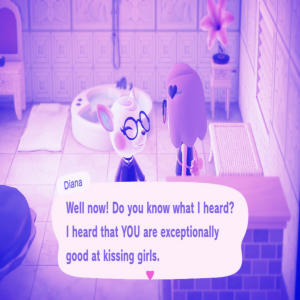 Diana
Well now! Do you know what I heard?
I heard that YOU are exceptionally
good at kissing girls.